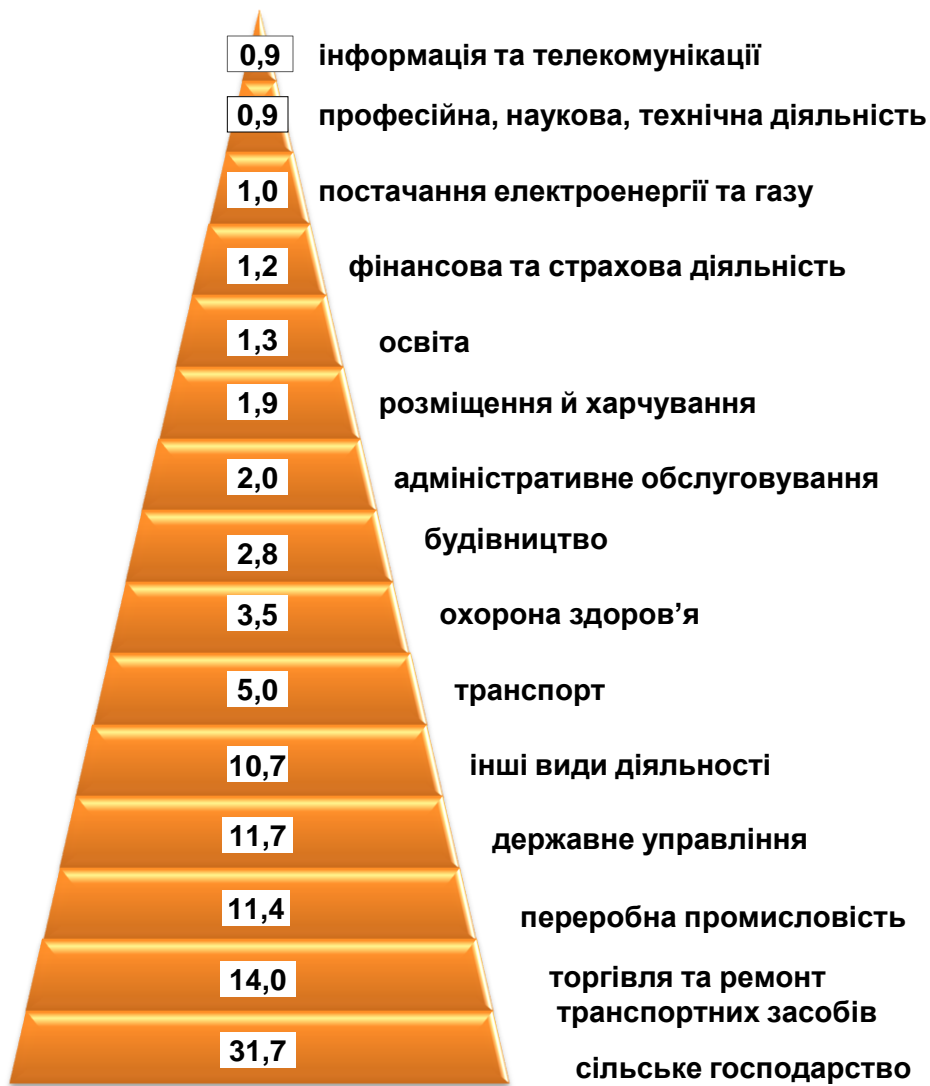 0,9 інформація та телекомунікації
0,9 професійна, наукова, технічна діяльність
1,0 постачання електроенергії та газу
1,2 фінансова та страхова діяльність
1,3 освіта
1,9 розміщення й харчування
2,0 адміністративне обслуговування
2,8 будівництво
3,5 охорона здоров’я
5,0 транспорт
10,7 інші види діяльності
11,7 державне управління
11,4 переробна промисловість
14,0 торгівля та ремонт
транспортних засобів
31,7 сільське господарство